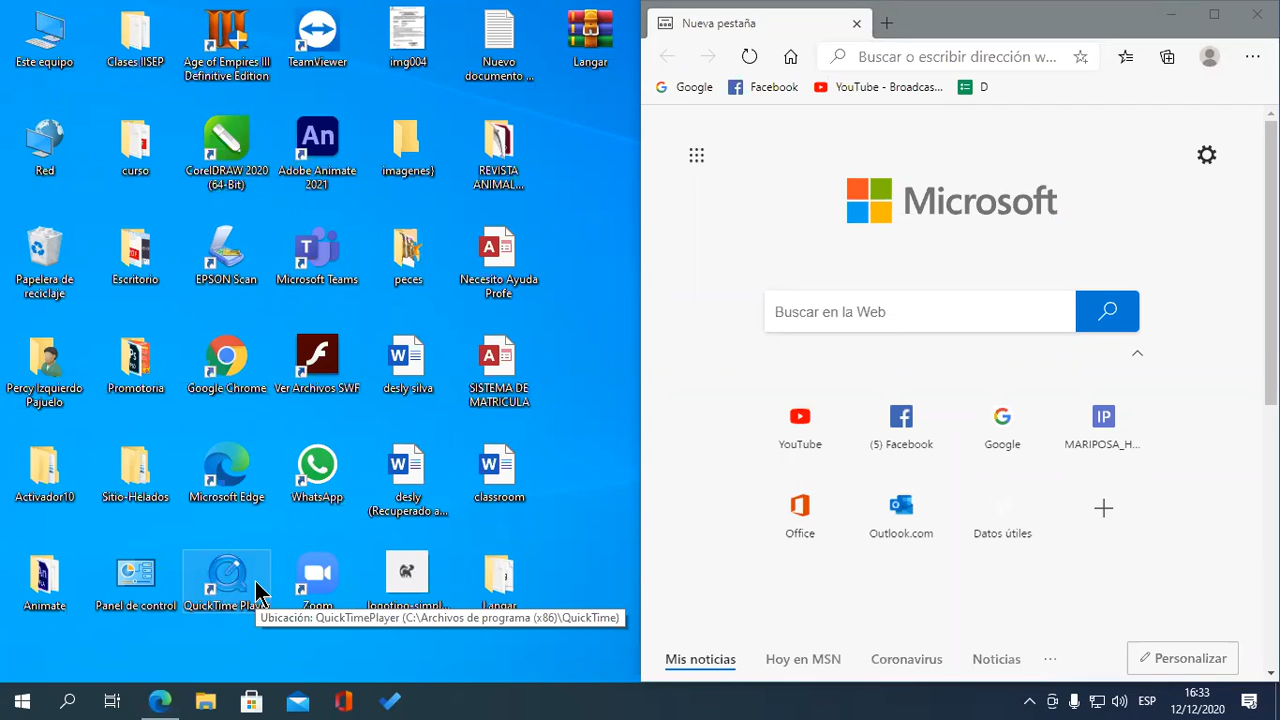 Este equipo
Clases IISEP
Age of Empires III
Definitive Edition
TeamViewer
img004
Nuevo
documento ...
Langar
Red
curso
CorelDRAW 2020
(64-Bit)
An
Adobe Animate
2021
imagenes}
REVISTA
ANIMAL...
Papelera de
reciclaje
Escritorio
EPSON Scan
Microsoft Teams
peces
Necesito Ayuda
Profe
Percy Izquierdo
Pajuelo
Promotoria
Google Chrome
Ver Archivos SWF
desly silva
SISTEMA DE
MATRICULA
Activador10
Sitio-Helados
Microsoft Edge
WhatsApp
desly
(Recuperado a...
classroom
Animate
Panel de control
QuickTime Player
Zoom
logotipo-simpl...
Langar
Ubicación: QuickTimePlayer (C:\Archivos de programa (x86)\QuickTime)
Nueva pestaña
Buscar o escribir dirección w...
Google
Facebook
YouTube - Broadcas...
D
Microsoft
Buscar en la Web
YouTube
(5) Facebook
Google
IP
MARIPOSA_H...
Office
Outlook.com
Datos útiles
Mis noticias
Hoy en MSN
Coronavirus
Noticias
...
Personalizar
ESP
16:33
12/12/2020